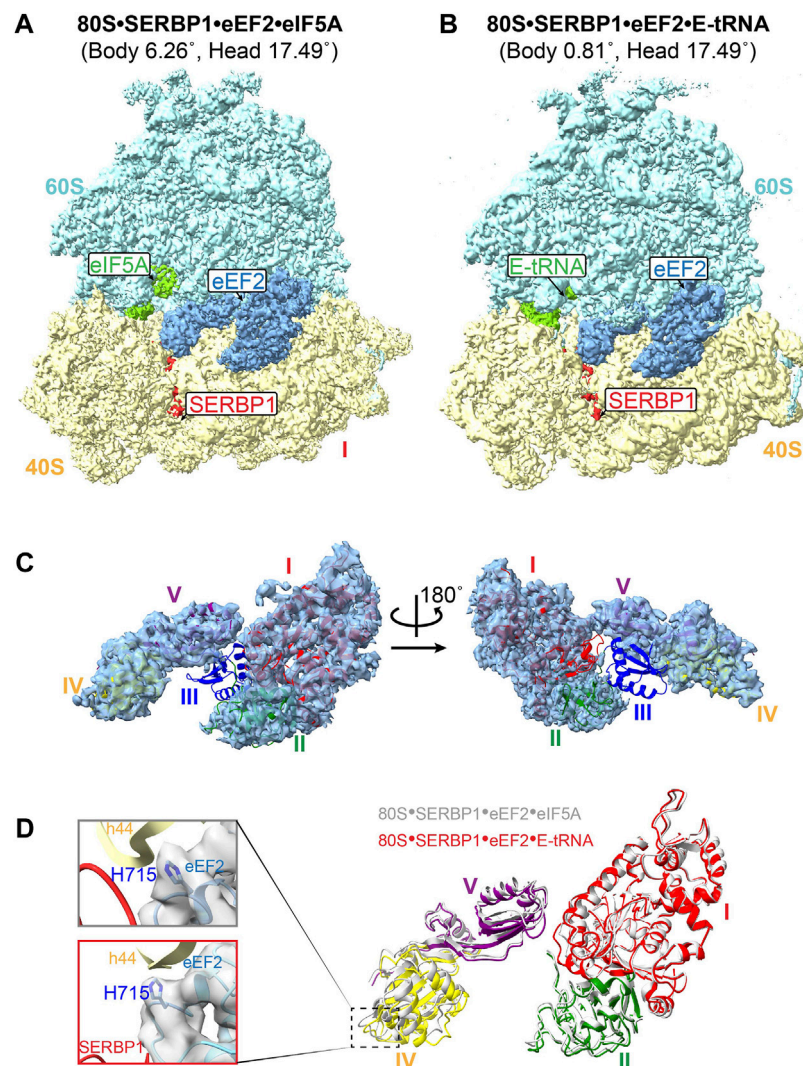 A
80S•SERBP1•eEF2•eIF5A
(Body 6.26˚, Head 17.49˚)
60S
eIF5A
eEF2
SERBP1
40S
I
B
80S•SERBP1•eEF2•E-tRNA
(Body 0.81˚, Head 17.49˚)
60S
E-tRNA
eEF2
SERBP1
40S
C
I
V
IV
III
II
180˚
I
V
II
III
IV
D
h44
H715
eEF2
h44
eEF2
H715
SERBP1
80S•SERBP1•eEF2•eIF5A
80S•SERBP1•eEF2•E-tRNA
V
I
IV
II